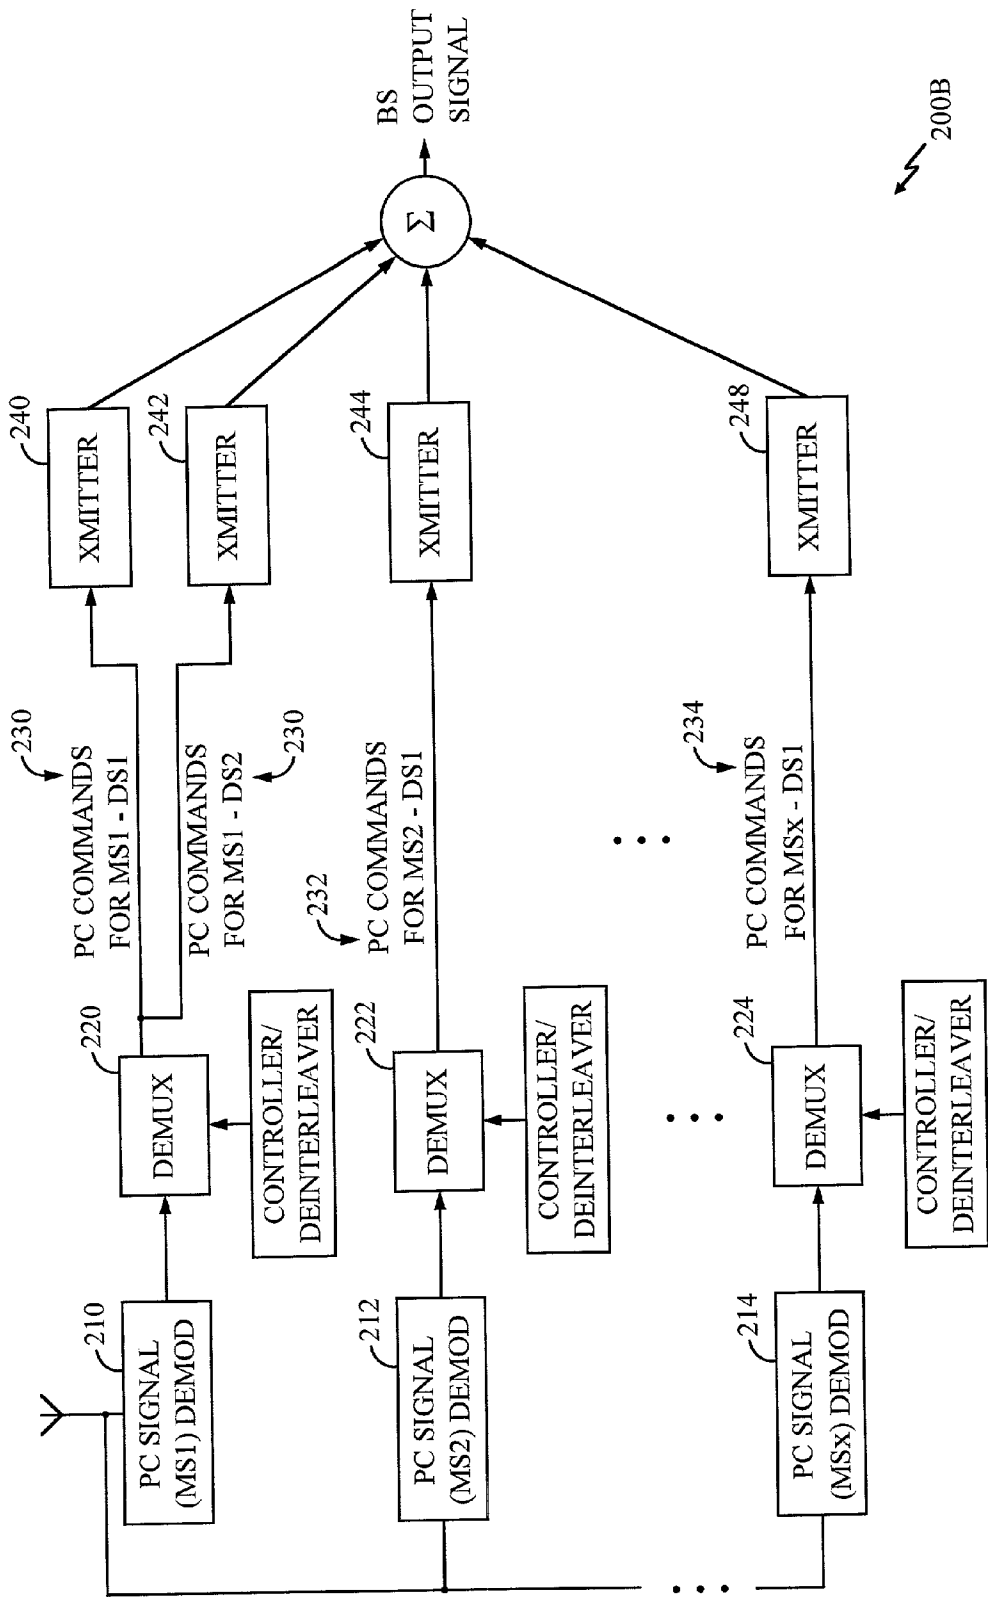 210
PC SIGNAL
(MS1) DEMOD
220
DEMUX
CONTROLLER/
DEINTERLEAVER
230
PC COMMANDS
FOR MS1 - DS1
PC COMMANDS
FOR MS1 - DS2
230
240
XMITTER
242
XMITTER
212
PC SIGNAL
(MS2) DEMOD
222
DEMUX
CONTROLLER/
DEINTERLEAVER
232
PC COMMANDS
FOR MS2 - DS1
244
XMITTER
Σ
BS
OUTPUT
SIGNAL
214
PC SIGNAL
(MSx) DEMOD
224
DEMUX
CONTROLLER/
DEINTERLEAVER
234
PC COMMANDS
FOR MSx - DS1
248
XMITTER
200B